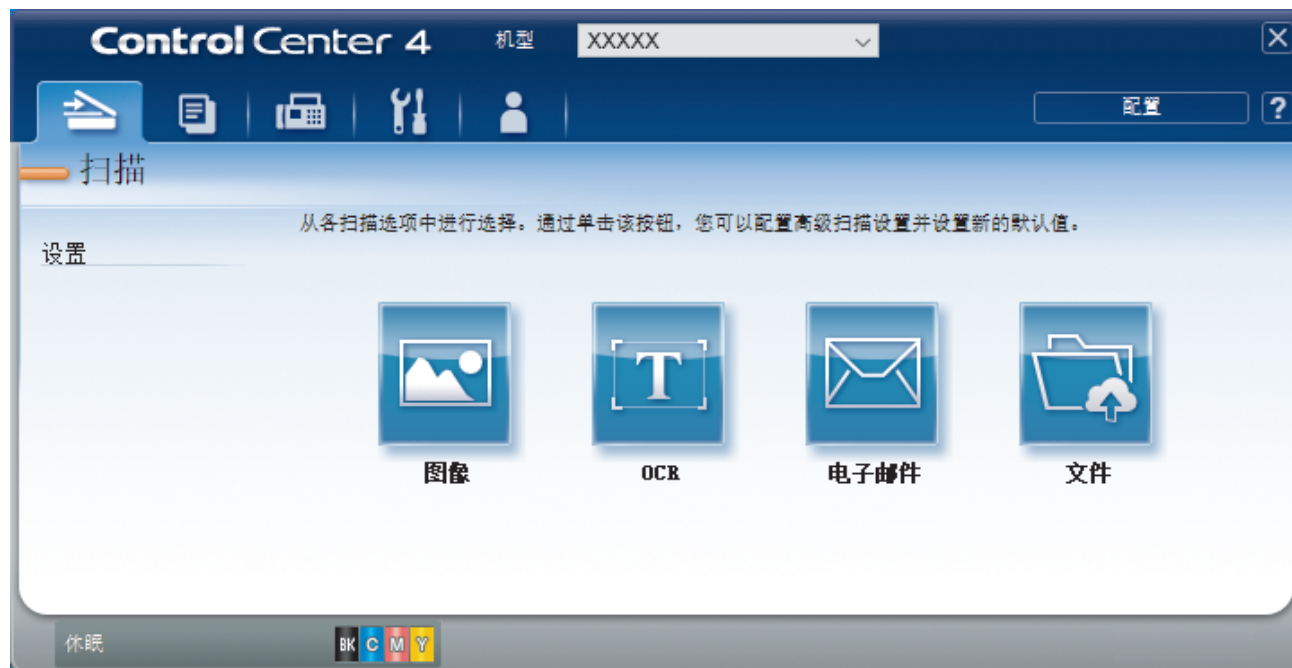 Control Center 4 机型 XXXXX
配置 ?
扫描
从各扫描选项中进行选择。通过单击该按钮，您可以配置高级扫描设置并设置新的默认值。
设置
T
图像 OCR 电子邮件 文件
休眠 BK C M Y